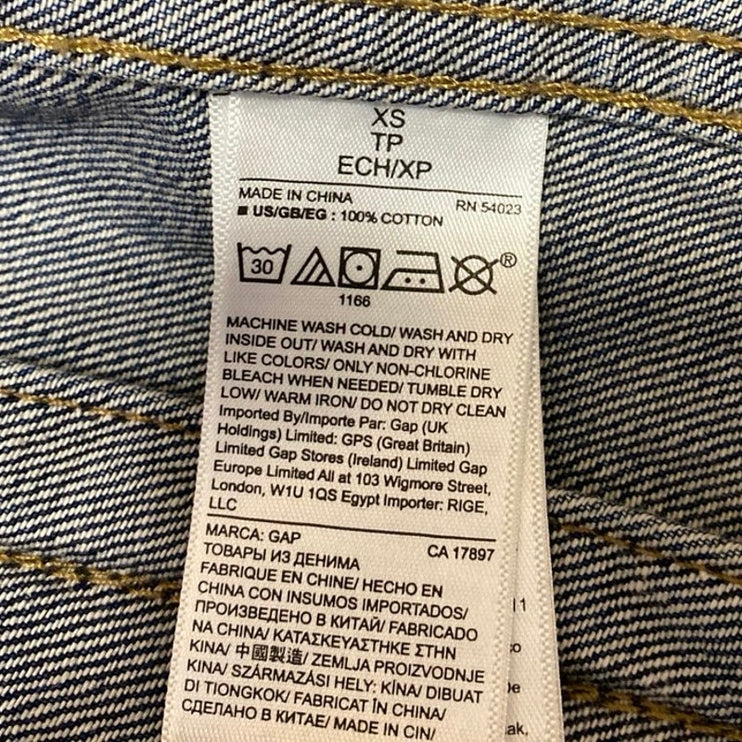 XS
TP
ECH/XP
MADE IN CHINA RN 54023
■ US/GB/EG : 100% COTTON
30 ®
1166
MACHINE WASH COLD/ WASH AND DRY
INSIDE OUT/ WASH AND DRY WITH
LIKE COLORS/ ONLY NON-CHLORINE
BLEACH WHEN NEEDED/ TUMBLE DRY
LOW/ WARM IRON/ DO NOT DRY CLEAN
Imported By/Importe Par: Gap (UK
Holdings) Limited: GPS (Great Britain)
Limited Gap Stores (Ireland) Limited Gap
Europe Limited All at 103 Wigmore Street,
London, W1U 1QS Egypt Importer: RIGE,
LLC
MARCA: GAP CA 17897
ТОВАРЫ ИЗ ДЕНИМА
FABRIQUE EN CHINE/ HECHO EN
CHINA CON INSUMOS IMPORTADOS/
ПРОИЗВЕДЕНО В КИТАЙ/ FABRICADO
NA CHINA/ ΚΑΤΑΣΚΕΥΑΣΤΗΚΕ ΣΤΗΝ
ΚΙΝΑ/ 中國製造/ ZEMLJA PROIZVODNJE
KINA/ SZÁRMAZÁSI HELY: KÍNA/ DIBUAT
DI TIONGKOK/ FABRICAT ÎN CHINA/
СДЕЛАНО В КИТАЕ/ MADE IN CIN/